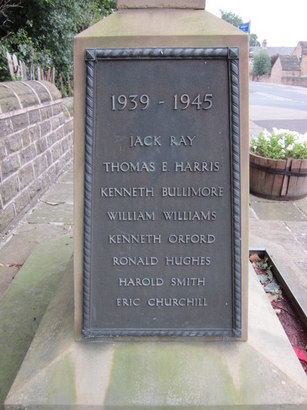 1939 - 1945
JACK RAY
THOMAS E HARRIS
KENNETH BULLIMORE
WILLIAM WILLIAMS
KENNETH ORFORD
RONALD HUGHES
HAROLD SMITH
ERIC CHURCHILL